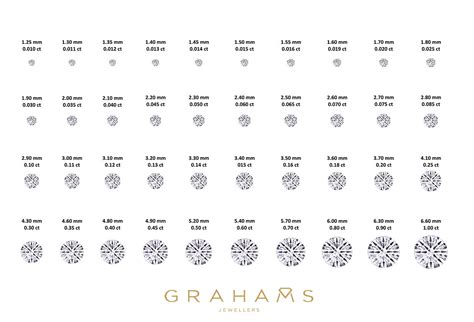 1.25 mm 1.30 mm 1.35 mm 1.40 mm 1.45 mm 1.50 mm 1.55 mm 1.60 mm 1.70 mm 1.80 mm
0.010 ct 0.011 ct 0.012 ct 0.013 ct 0.014 ct 0.015 ct 0.016 ct 0.019 ct 0.020 ct 0.025 ct
1.90 mm 2.00 mm 2.10 mm 2.20 mm 2.30 mm 2.40 mm 2.50 mm 2.60 mm 2.70 mm 2.80 mm
0.030 ct 0.035 ct 0.040 ct 0.045 ct 0.050 ct 0.060 ct 0.065 ct 0.070 ct 0.075 ct 0.085 ct
2.90 mm 3.00 mm 3.10 mm 3.20 mm 3.30 mm 3.40 mm 3.50 mm 3.60 mm 3.70 mm 4.10 mm
0.10 ct 0.11 ct 0.12 ct 0.13 ct 0.14 ct 015 ct 0.16 ct 0.18 ct 0.20 ct 0.25 ct
4.30 mm 4.60 mm 4.80 mm 4.90 mm 5.20 mm 5.40 mm 5.70 mm 6.00 mm 6.30 mm 6.60 mm
0.30 ct 0.35 ct 0.40 ct 0.45 ct 0.50 ct 0.60 ct 0.70 ct 0.80 ct 0.90 ct 1.00 ct
GRAHAMS
JEWELLERS